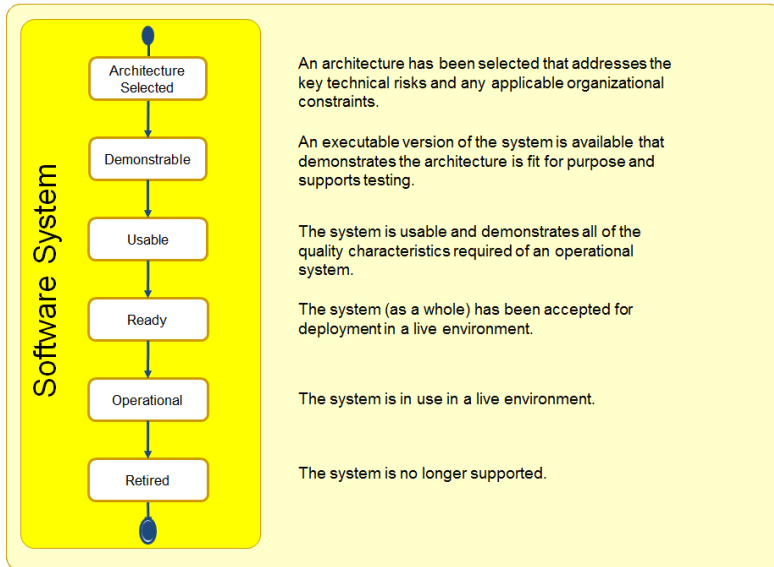 Software System
Architecture
Selected
An architecture has been selected that addresses the
key technical risks and any applicable organizational
constraints.
Demonstrable
An executable version of the system is available that
demonstrates the architecture is fit for purpose and
supports testing.
Usable
The system is usable and demonstrates all of the
quality characteristics required of an operational
system.
Ready
The system (as a whole) has been accepted for
deployment in a live environment.
Operational
The system is in use in a live environment.
Retired
The system is no longer supported.